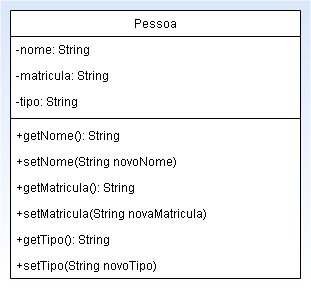 Pessoa
-nome: String
-matricula: String
-tipo: String
+getNome(): String
+setNome(String novoNome)
+getMatricula(): String
+setMatricula(String novaMatricula)
+getTipo(): String
+setTipo(String novoTipo)